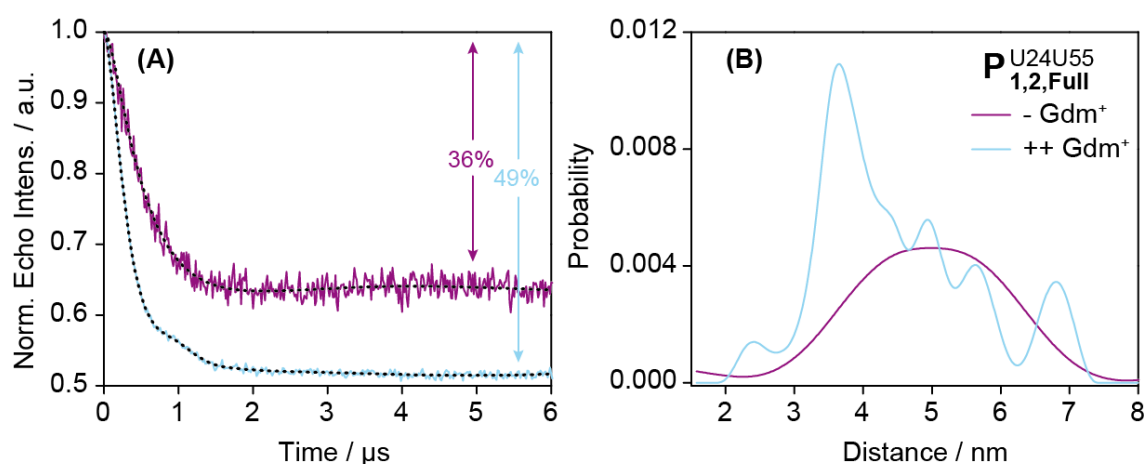 (A)
1.0
0.9
0.8
0.7
0.6
0.5
Norm. Echo Intens. / a.u.
36%
49%
0 1 2 3 4 5 6
Time / µs
(B)
P U24U55 1,2,Full
- Gdm⁺
++ Gdm⁺
0.012
0.008
0.004
0.000
Probability
2 3 4 5 6 7 8
Distance / nm